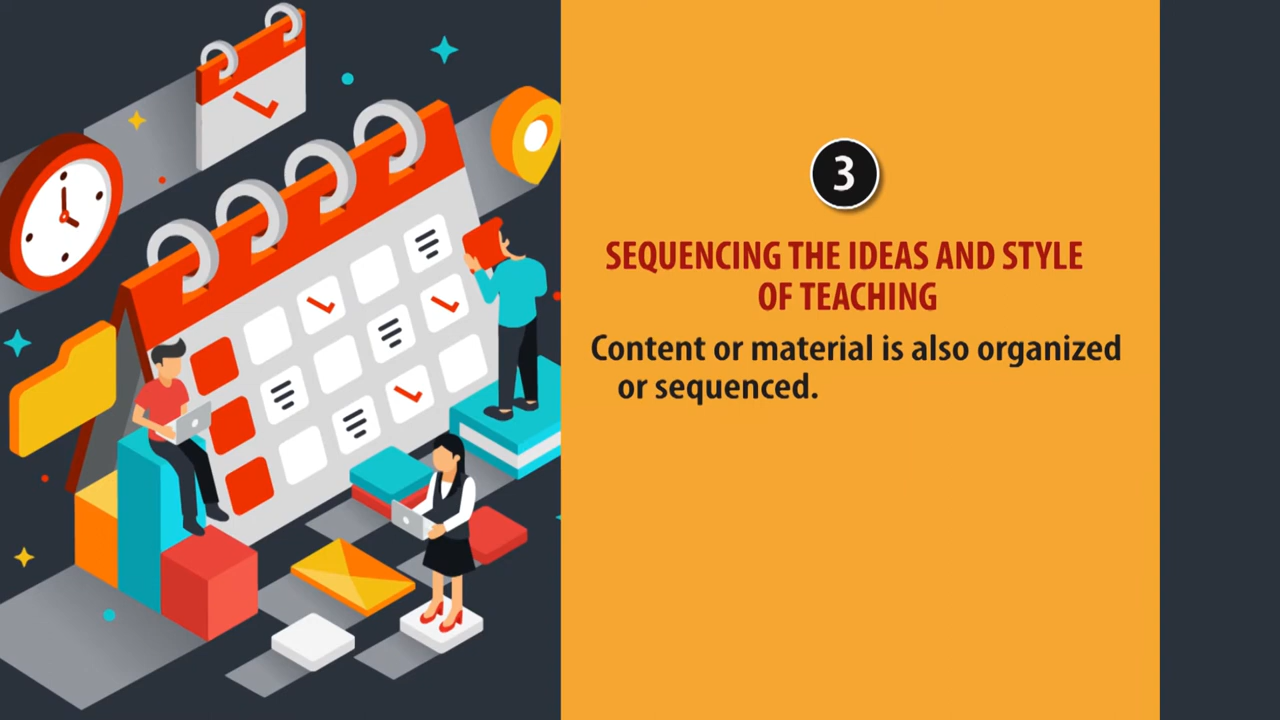 3
SEQUENCING THE IDEAS AND STYLE
OF TEACHING
Content or material is also organized
or sequenced.